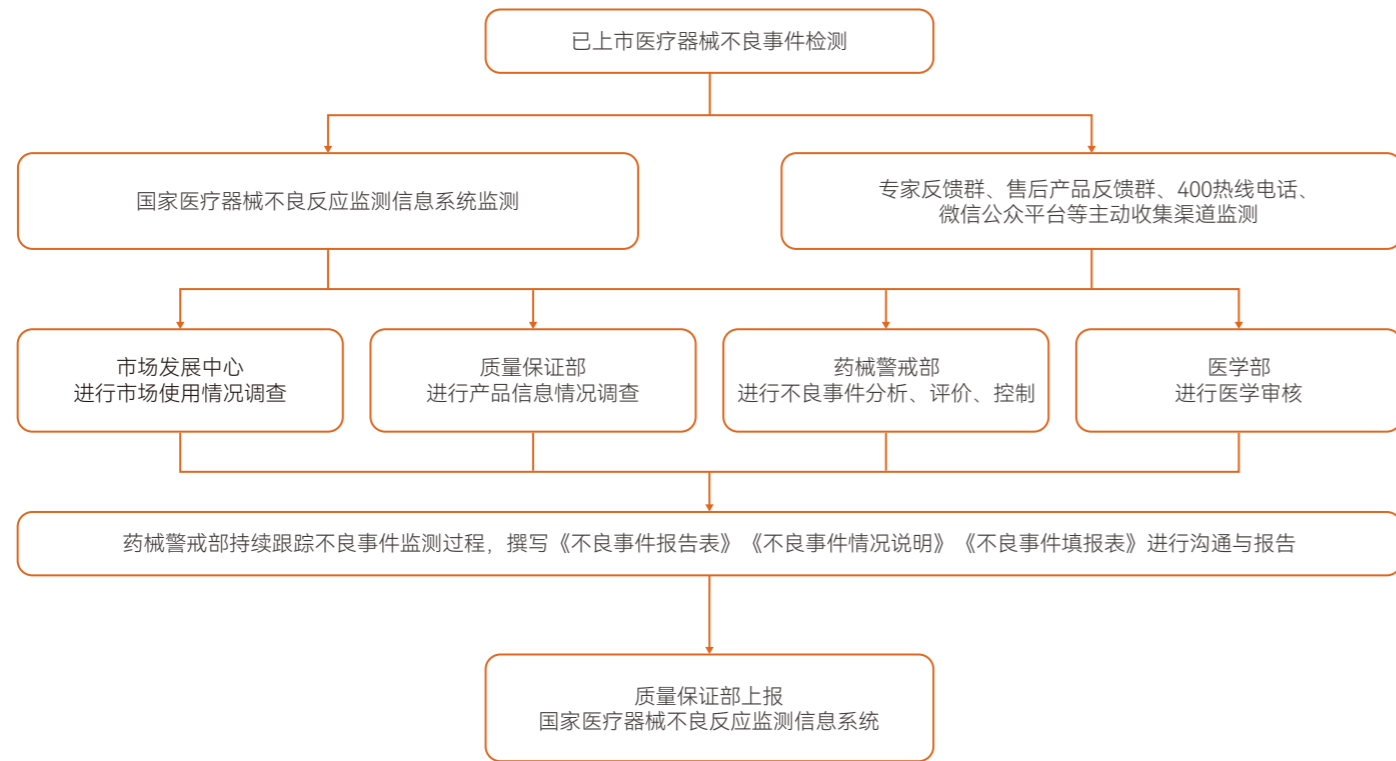 已上市医疗器械不良事件检测
国家医疗器械不良反应监测信息系统监测
专家反馈群、售后产品反馈群、400热线电话、
微信公众平台等主动收集渠道监测
市场发展中心
进行市场使用情况调查
质量保证部
进行产品信息情况调查
药械警戒部
进行不良事件分析、评价、控制
医学部
进行医学审核
药械警戒部持续跟踪不良事件监测过程，撰写《不良事件报告表》《不良事件情况说明》《不良事件填报表》进行沟通与报告
质量保证部上报
国家医疗器械不良反应监测信息系统